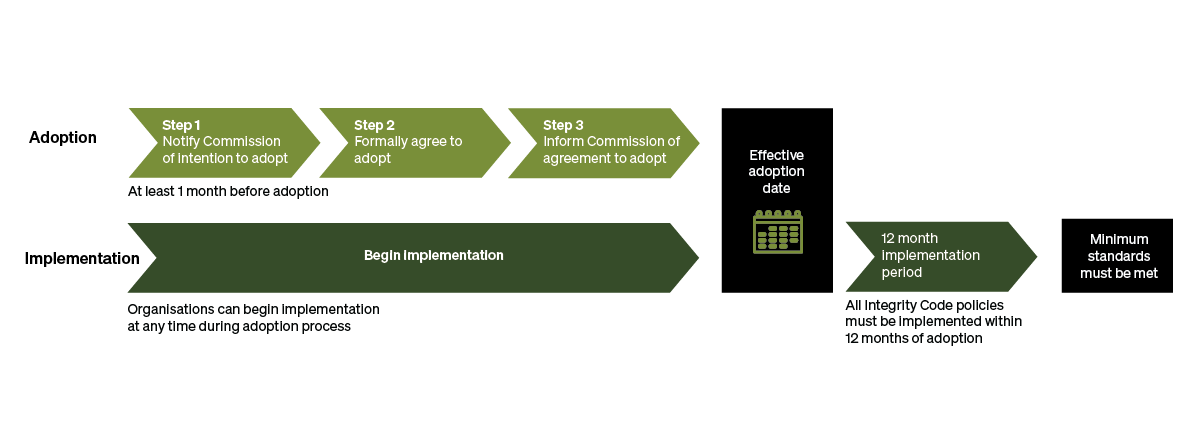 Adoption
Step 1
Notify Commission
of intention to adopt
At least 1 month before adoption
Step 2
Formally agree to
adopt
Step 3
Inform Commission of
agreement to adopt
Effective
adoption
date
Implementation
Begin implementation
Organisations can begin implementation
at any time during adoption process
12 month
implementation
period
All Integrity Code policies
must be implemented within
12 months of adoption
Minimum
standards
must be met